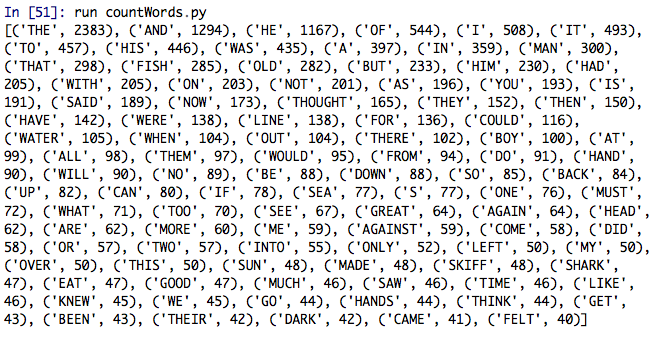 In [51]: run countWords.py
[('THE', 2383), ('AND', 1294), ('HE', 1167), ('OF', 544), ('I', 508), ('IT', 493),
('TO', 457), ('HIS', 446), ('WAS', 435), ('A', 397), ('IN', 359), ('MAN', 300),
('THAT', 298), ('FISH', 285), ('OLD', 282), ('BUT', 233), ('HIM', 230), ('HAD',
205), ('WITH', 205), ('ON', 203), ('NOT', 201), ('AS', 196), ('YOU', 193), ('IS',
191), ('SAID', 189), ('NOW', 173), ('THOUGHT', 165), ('THEY', 152), ('THEN', 150),
('HAVE', 142), ('WERE', 138), ('LINE', 138), ('FOR', 136), ('COULD', 116),
('WATER', 105), ('WHEN', 104), ('OUT', 104), ('THERE', 102), ('BOY', 100), ('AT',
99), ('ALL', 98), ('THEM', 97), ('WOULD', 95), ('FROM', 94), ('DO', 91), ('HAND',
90), ('WILL', 90), ('NO', 89), ('BE', 88), ('DOWN', 88), ('SO', 85), ('BACK', 84),
('UP', 82), ('CAN', 80), ('IF', 78), ('SEA', 77), ('S', 77), ('ONE', 76), ('MUST',
72), ('WHAT', 71), ('TOO', 70), ('SEE', 67), ('GREAT', 64), ('AGAIN', 64), ('HEAD',
62), ('ARE', 62), ('MORE', 60), ('ME', 59), ('AGAINST', 59), ('COME', 58), ('DID',
58), ('OR', 57), ('TWO', 57), ('INTO', 55), ('ONLY', 52), ('LEFT', 50), ('MY', 50),
('OVER', 50), ('THIS', 50), ('SUN', 48), ('MADE', 48), ('SKIFF', 48), ('SHARK',
47), ('EAT', 47), ('GOOD', 47), ('MUCH', 46), ('SAW', 46), ('TIME', 46), ('LIKE',
46), ('KNEW', 45), ('WE', 45), ('GO', 44), ('HANDS', 44), ('THINK', 44), ('GET',
43), ('BEEN', 43), ('THEIR', 42), ('DARK', 42), ('CAME', 41), ('FELT', 40)]